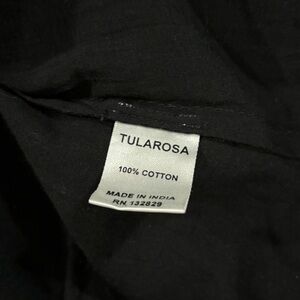 TULAROSA
100% COTTON
MADE IN INDIA
RN 132829